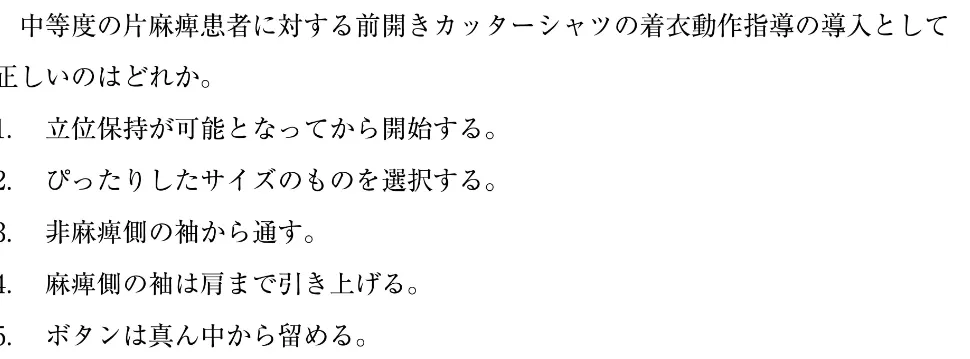 中等度の片麻痺患者に対する前開きカッターシャツの着衣動作指導の導入として
正しいのはどれか。
1. 立位保持が可能となってから開始する。
2. ぴったりしたサイズのものを選択する。
3. 非麻痺側の袖から通す。
4. 麻痺側の袖は肩まで引き上げる。
5. ボタンは真ん中から留める。